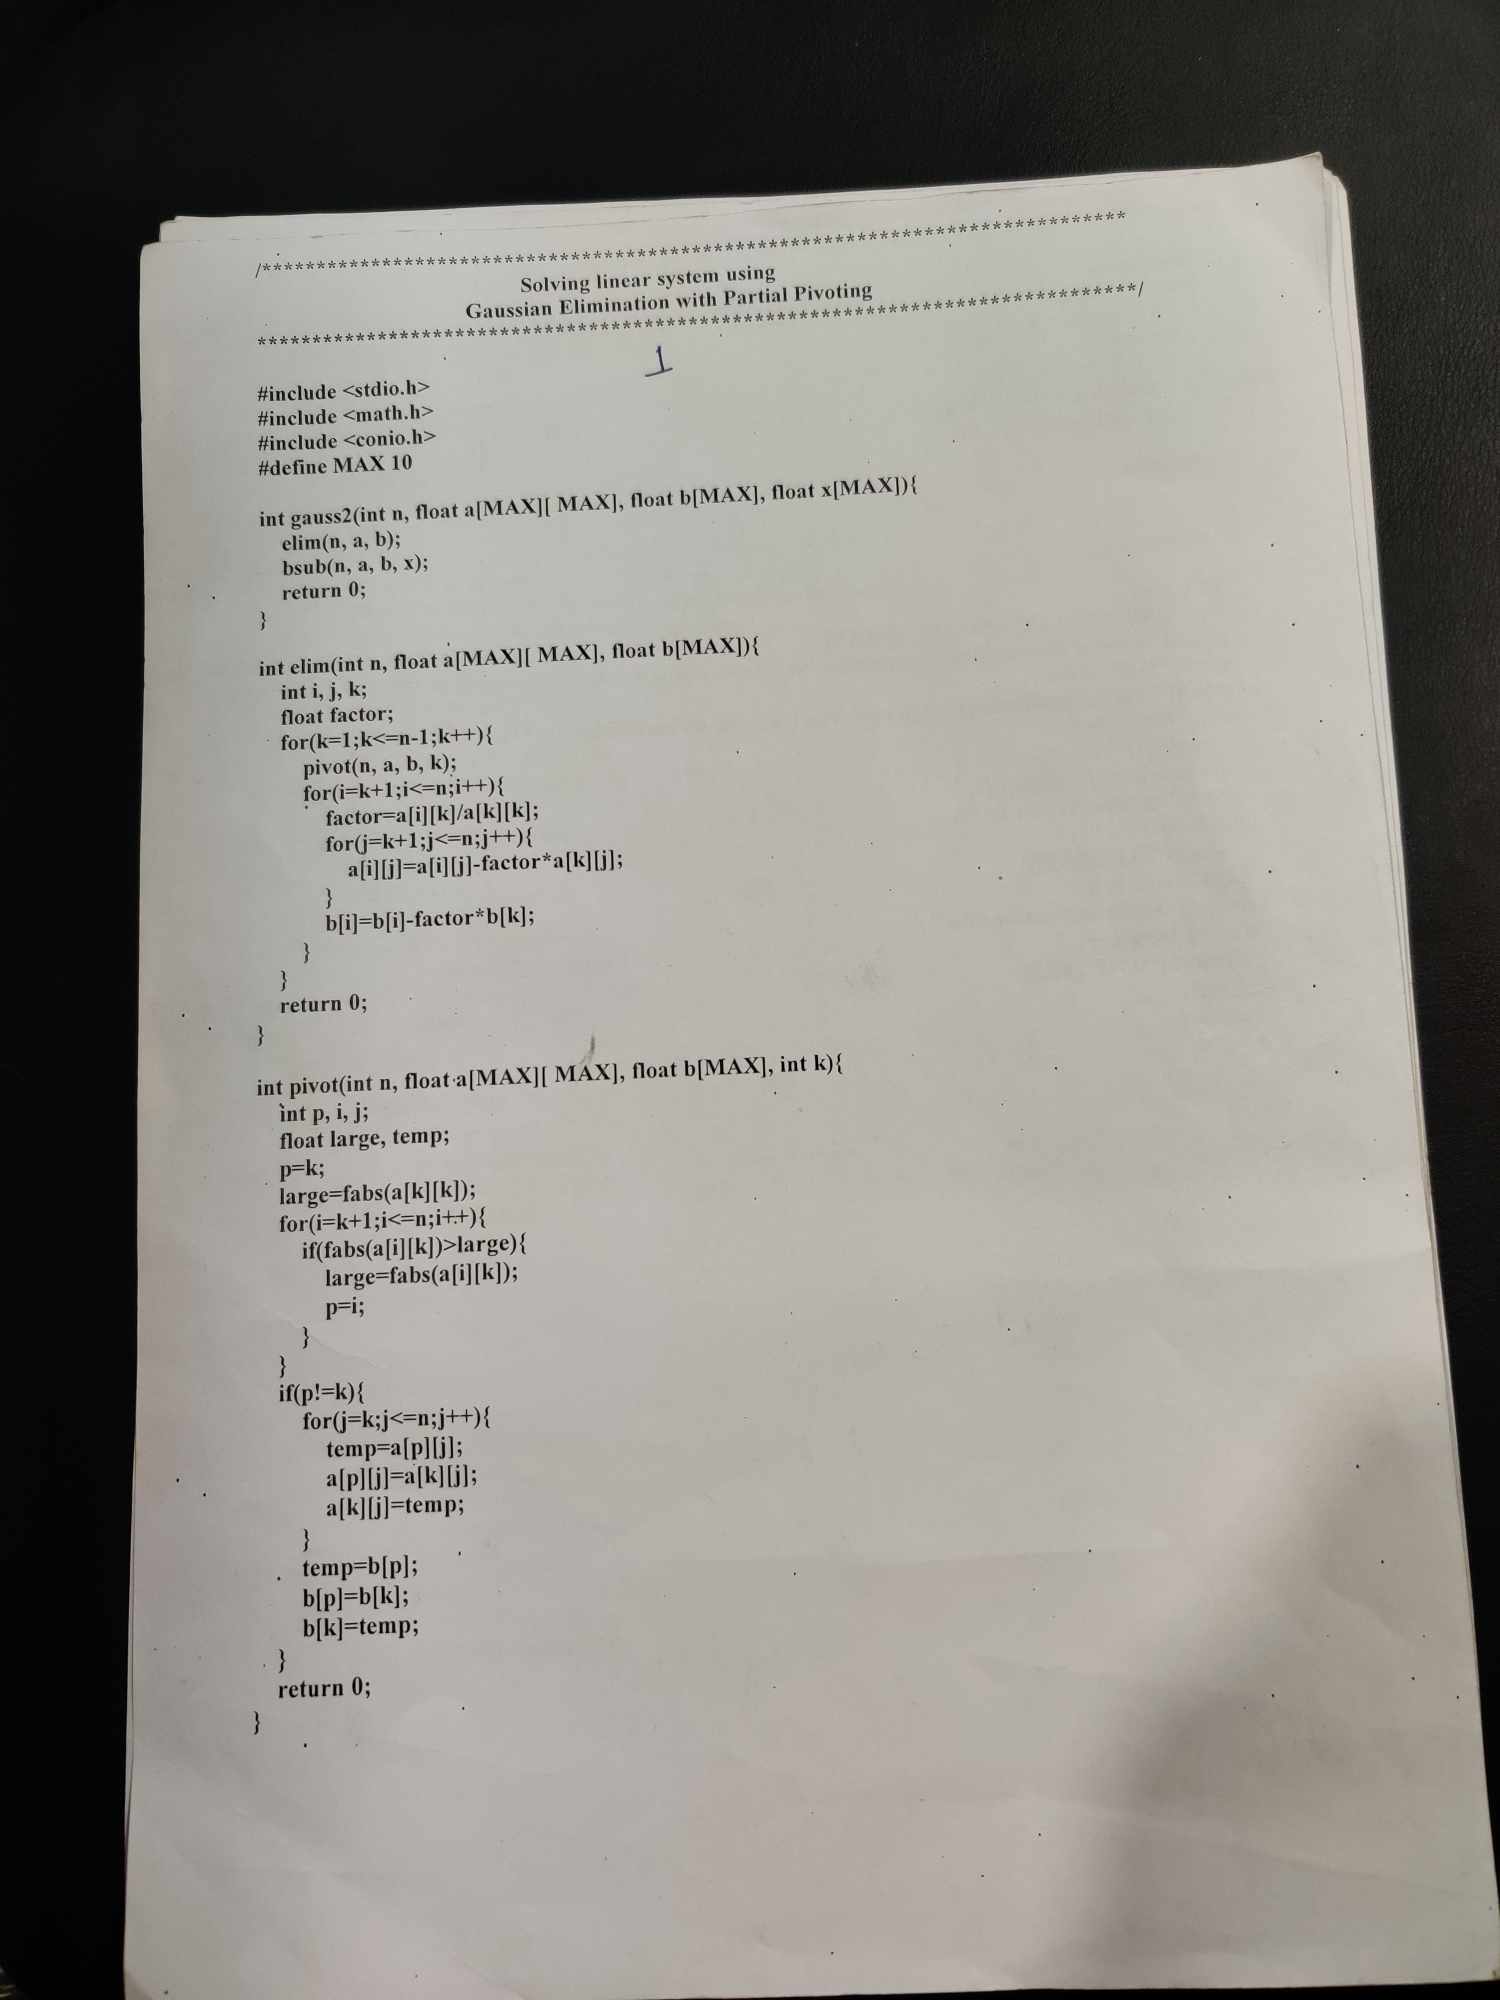 /*******************************************************************************
Solving linear system using
Gaussian Elimination with Partial Pivoting
********************************************************************************/
1
#include <stdio.h>
#include <math.h>
#include <conio.h>
#define MAX 10
int gauss2(int n, float a[MAX][ MAX], float b[MAX], float x[MAX]){
elim(n, a, b);
bsub(n, a, b, x);
return 0;
}
int elim(int n, float a[MAX][ MAX], float b[MAX]){
int i, j, k;
float factor;
for(k=1;k<=n-1;k++){
pivot(n, a, b, k);
for(i=k+1;i<=n;i++){
factor=a[i][k]/a[k][k];
for(j=k+1;j<=n;j++){
a[i][j]=a[i][j]-factor*a[k][j];
}
b[i]=b[i]-factor*b[k];
}
}
return 0;
}
int pivot(int n, float a[MAX][ MAX], float b[MAX], int k){
int p, i, j;
float large, temp;
p=k;
large=fabs(a[k][k]);
for(i=k+1;i<=n;i++){
if(fabs(a[i][k])>large){
large=fabs(a[i][k]);
p=i;
}
}
if(p!=k){
for(j=k;j<=n;j++){
temp=a[p][j];
a[p][j]=a[k][j];
a[k][j]=temp;
}
temp=b[p];
b[p]=b[k];
b[k]=temp;
}
return 0;
}